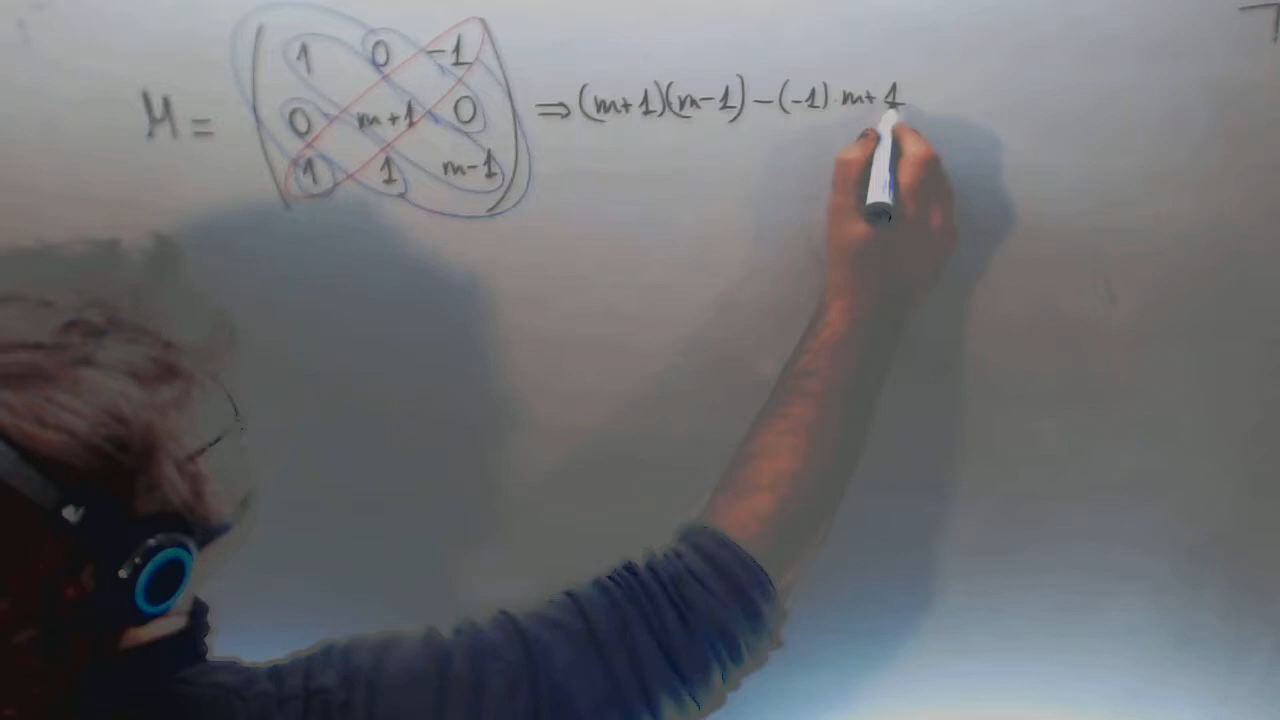 1 0 -1
M = 0 m+1 0 ⇒ (m+1)(m-1) - (-1) · m+1
1 1 m-1